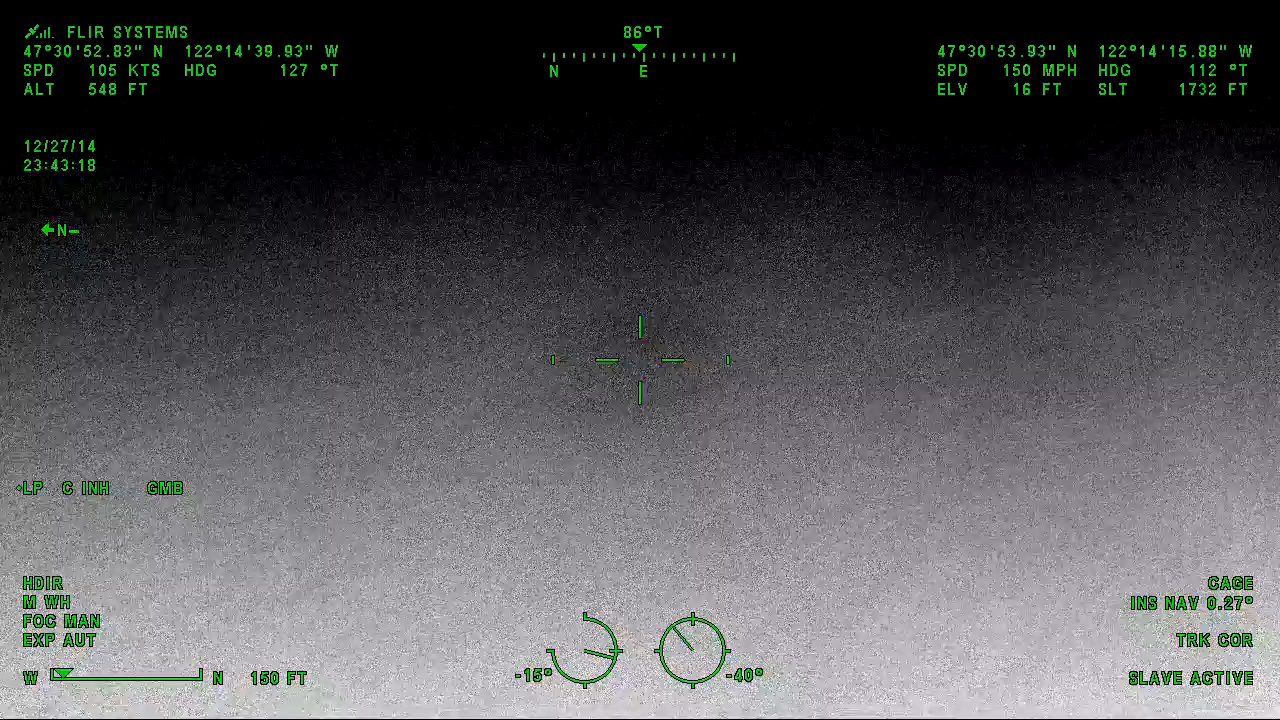 FLIR SYSTEMS
47°30'52.83" N 122°14'39.93" W
SPD 105 KTS HDG 127 °T
ALT 548 FT
86°T
N E
47°30'53.93" N 122°14'15.88" W
SPD 150 MPH HDG 112 °T
ELV 16 FT SLT 1732 FT
12/27/14
23:43:18
N
LP C INH GMB
HDIR
M WH
FOC MAN
EXP AUT
W N 150 FT
-15°
-40°
CAGE
INS NAV 0.27°
TRK COR
SLAVE ACTIVE